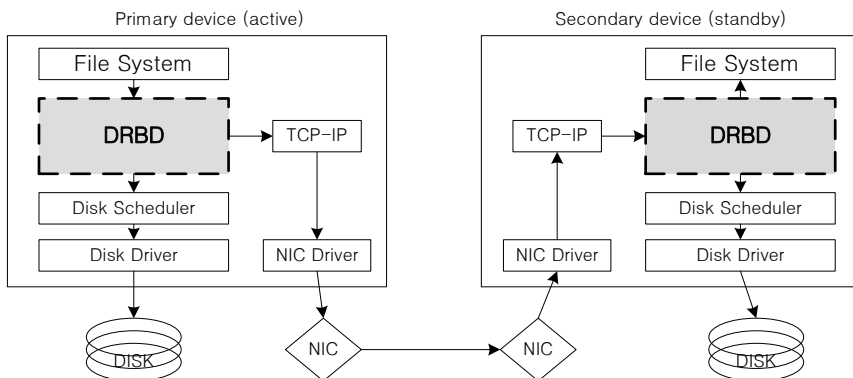 Primary device (active)
File System
DRBD
TCP-IP
Disk Scheduler
Disk Driver
NIC Driver
DISK
NIC
Secondary device (standby)
File System
TCP-IP
DRBD
Disk Scheduler
NIC Driver
Disk Driver
NIC
DISK